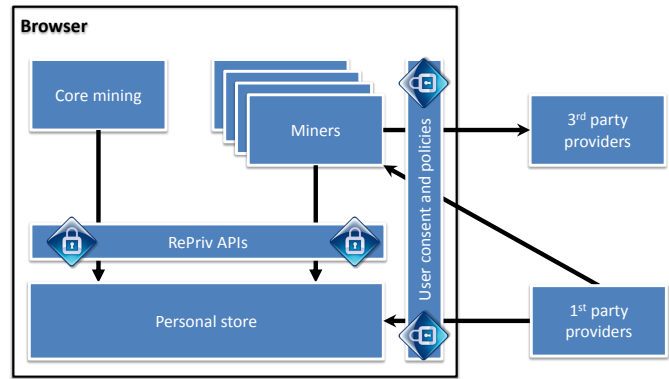 Browser
Core mining
Miners
User consent and policies
3rd party
providers
RePriv APIs
Personal store
1st party
providers